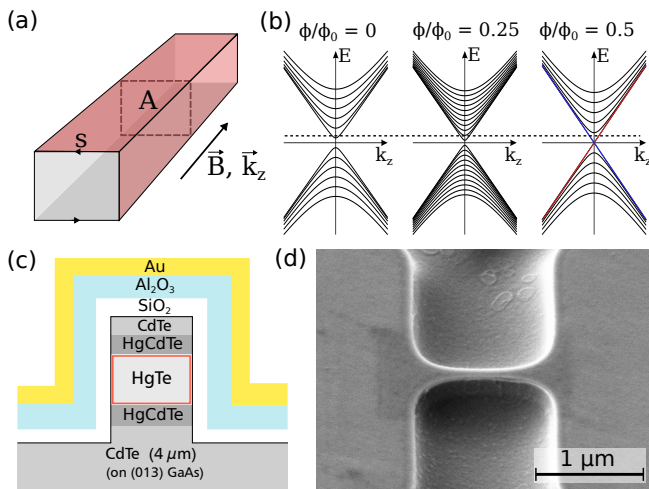 (a)
A
s
B⃗, k⃗z
(b)
ϕ/ϕ₀ = 0
ϕ/ϕ₀ = 0.25
ϕ/ϕ₀ = 0.5
E
E
E
kz
kz
kz
(c)
Au
Al₂O₃
SiO₂
CdTe
HgCdTe
HgTe
HgCdTe
CdTe (4 μm)
(on (013) GaAs)
(d)
1 μm